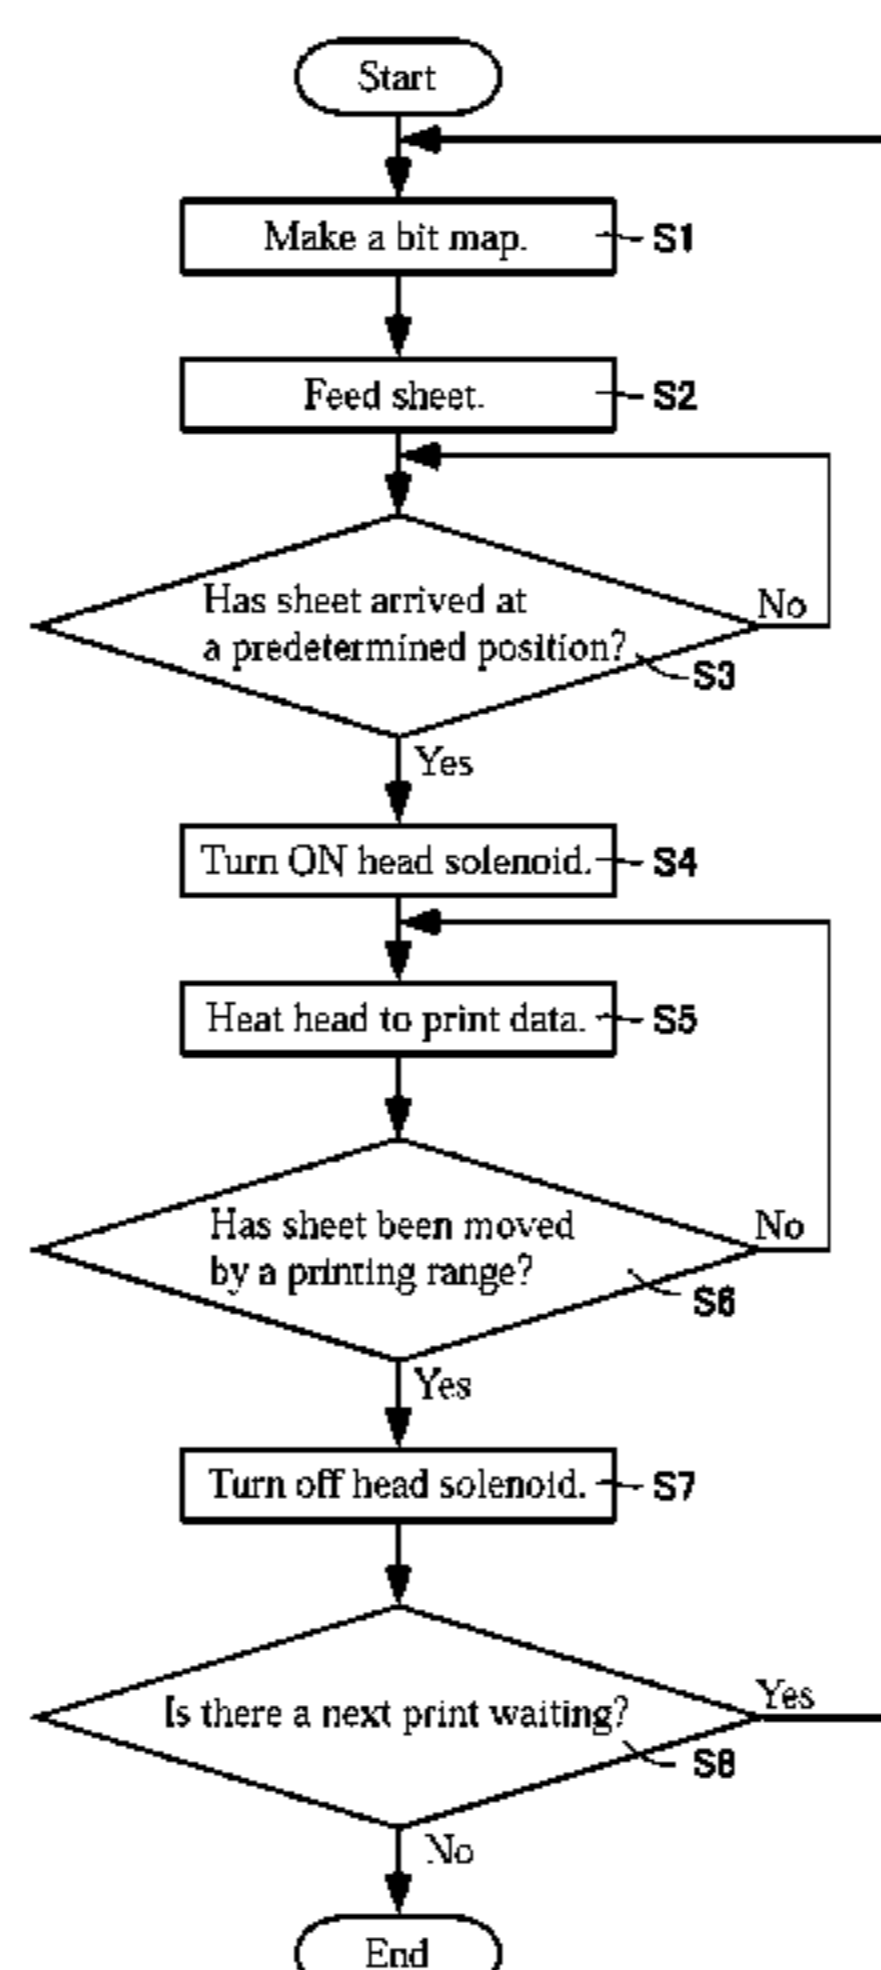 Start
Make a bit map.
S1
Feed sheet.
S2
Has sheet arrived at
a predetermined position?
No
S3
Yes
Turn ON head solenoid.
S4
Heat head to print data.
S5
Has sheet been moved
by a printing range?
No
S6
Yes
Turn off head solenoid.
S7
Is there a next print waiting?
Yes
S8
No
End